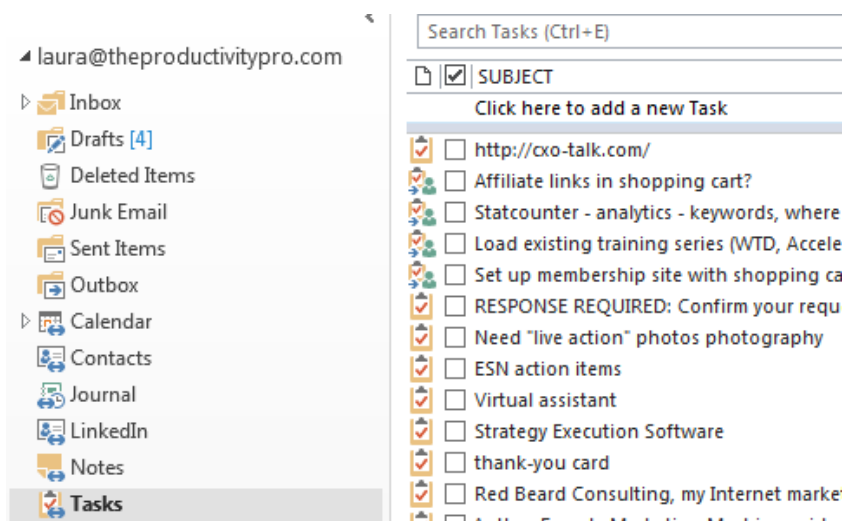 laura@theproductivitypro.com
Inbox
Drafts [4]
Deleted Items
Junk Email
Sent Items
Outbox
Calendar
Contacts
Journal
LinkedIn
Notes
Tasks
Search Tasks (Ctrl+E)
SUBJECT
Click here to add a new Task
http://cxo-talk.com/
Affiliate links in shopping cart?
Statcounter - analytics - keywords, where
Load existing training series (WTD, Accele
Set up membership site with shopping ca
RESPONSE REQUIRED: Confirm your requ
Need "live action" photos photography
ESN action items
Virtual assistant
Strategy Execution Software
thank-you card
Red Beard Consulting, my Internet market